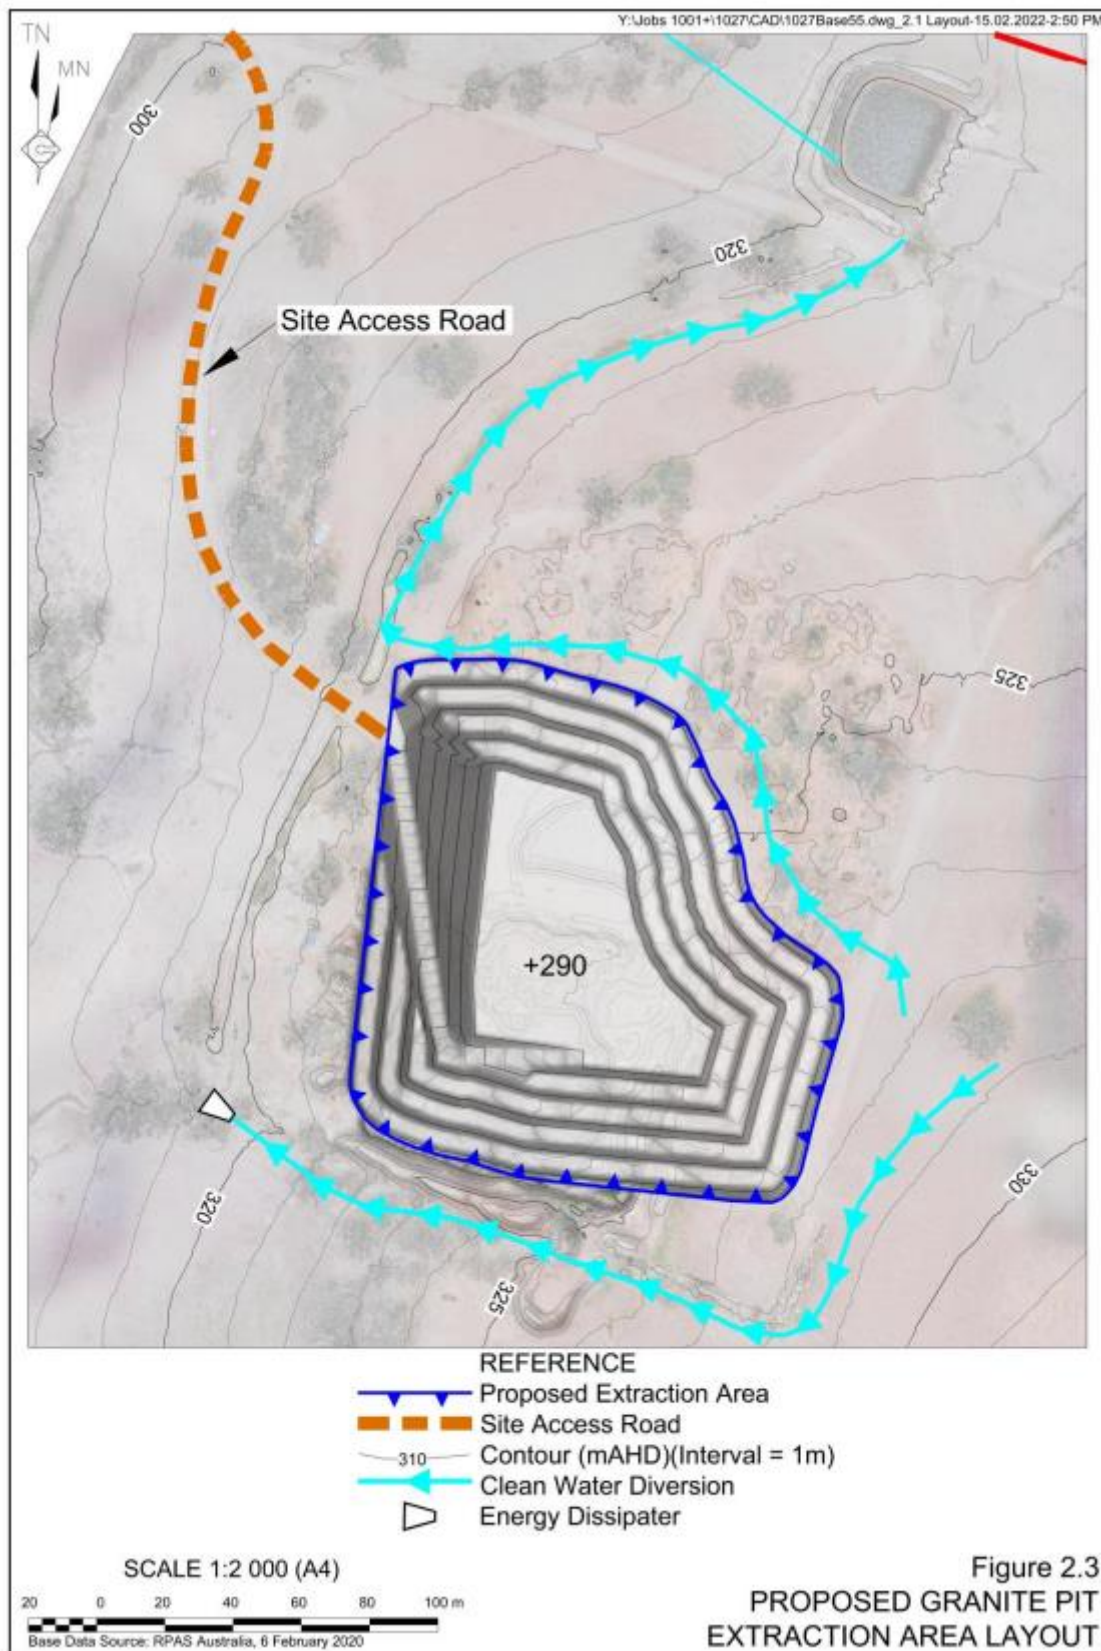 Y:\Jobs 1001+\1027\CAD\1027Base55.dwg_2.1 Layout-15.02.2022-2:50 PM
TN
MN
300
320
Site Access Road
325
+290
330
320
325
REFERENCE
Proposed Extraction Area
Site Access Road
310 Contour (mAHD)(Interval = 1m)
Clean Water Diversion
Energy Dissipater
SCALE 1:2 000 (A4)
20 0 20 40 60 80 100 m
Base Data Source: RPAS Australia, 6 February 2020
Figure 2.3
PROPOSED GRANITE PIT
EXTRACTION AREA LAYOUT